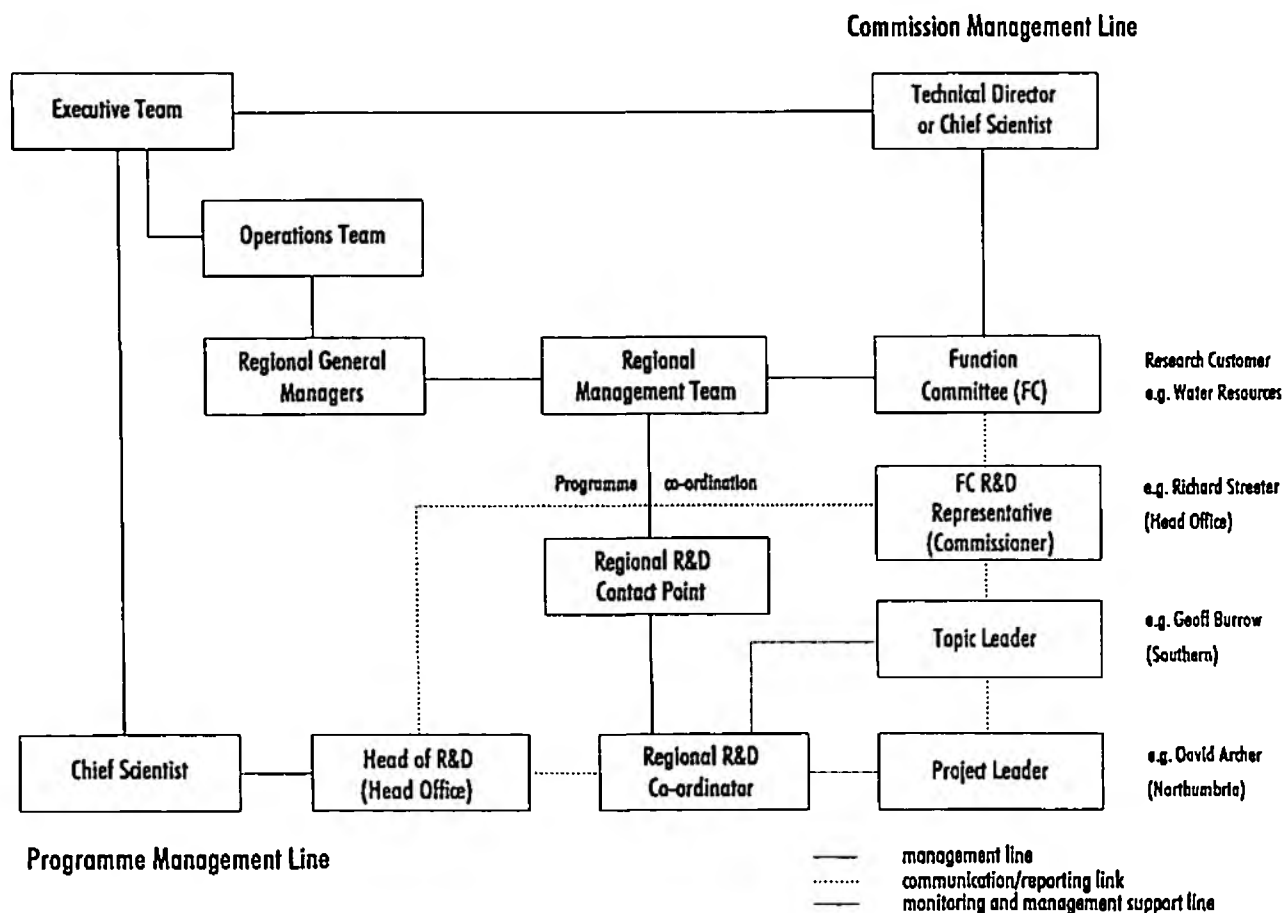 Commission Management Line
Executive Team
Technical Director
or Chief Scientist
Operations Team
Regional General
Managers
Regional
Management Team
Function
Committee (FC)
Research Customer
e.g. Water Resources
Programme co-ordination
FC R&D
Representative
(Commissioner)
e.g. Richard Streeter
(Head Office)
Regional R&D
Contact Point
Topic Leader
e.g. Geoff Burrow
(Southern)
Chief Scientist
Head of R&D
(Head Office)
Regional R&D
Co-ordinator
Project Leader
e.g. David Archer
(Northumbria)
Programme Management Line
management line
communication/reporting link
monitoring and management support line